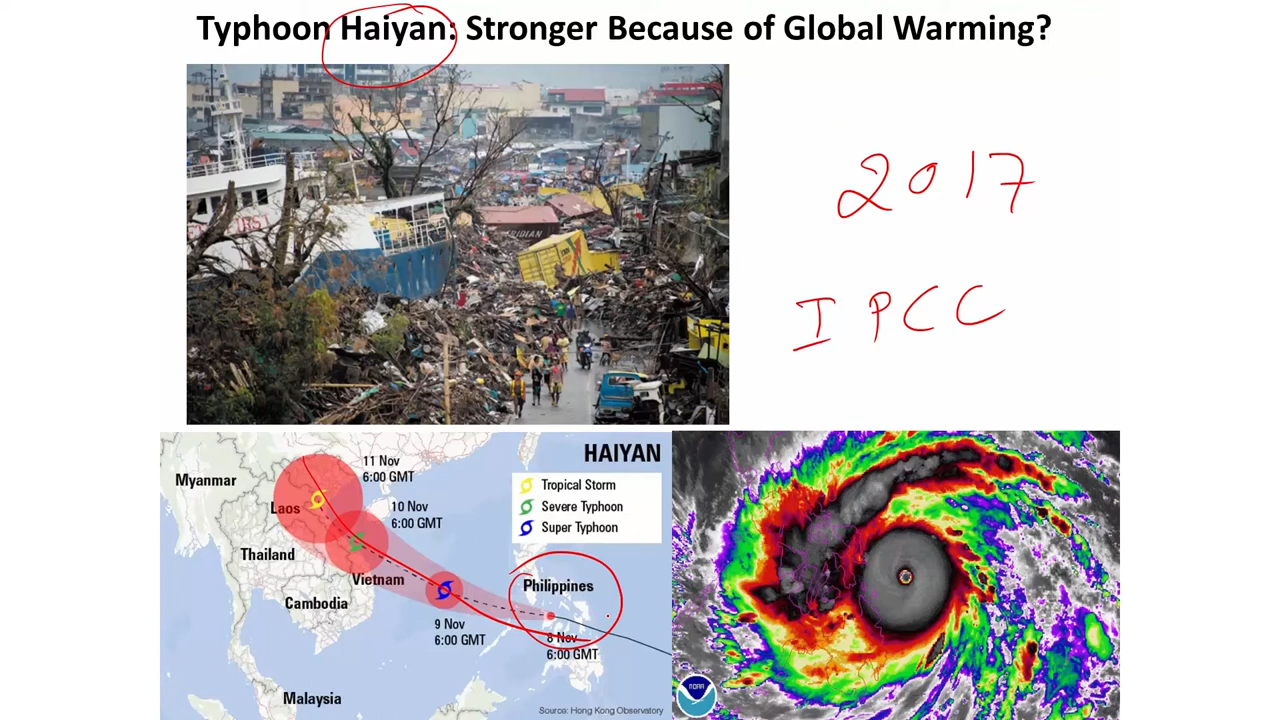 Typhoon Haiyan: Stronger Because of Global Warming?
2017
IPCC
RIDIAN
HAIYAN
Tropical Storm
Severe Typhoon
Super Typhoon
Myanmar
Laos
Thailand
Vietnam
Cambodia
Malaysia
Philippines
11 Nov
6:00 GMT
10 Nov
6:00 GMT
9 Nov
6:00 GMT
8 Nov
6:00 GMT
Source: Hong Kong Observatory
NOAA